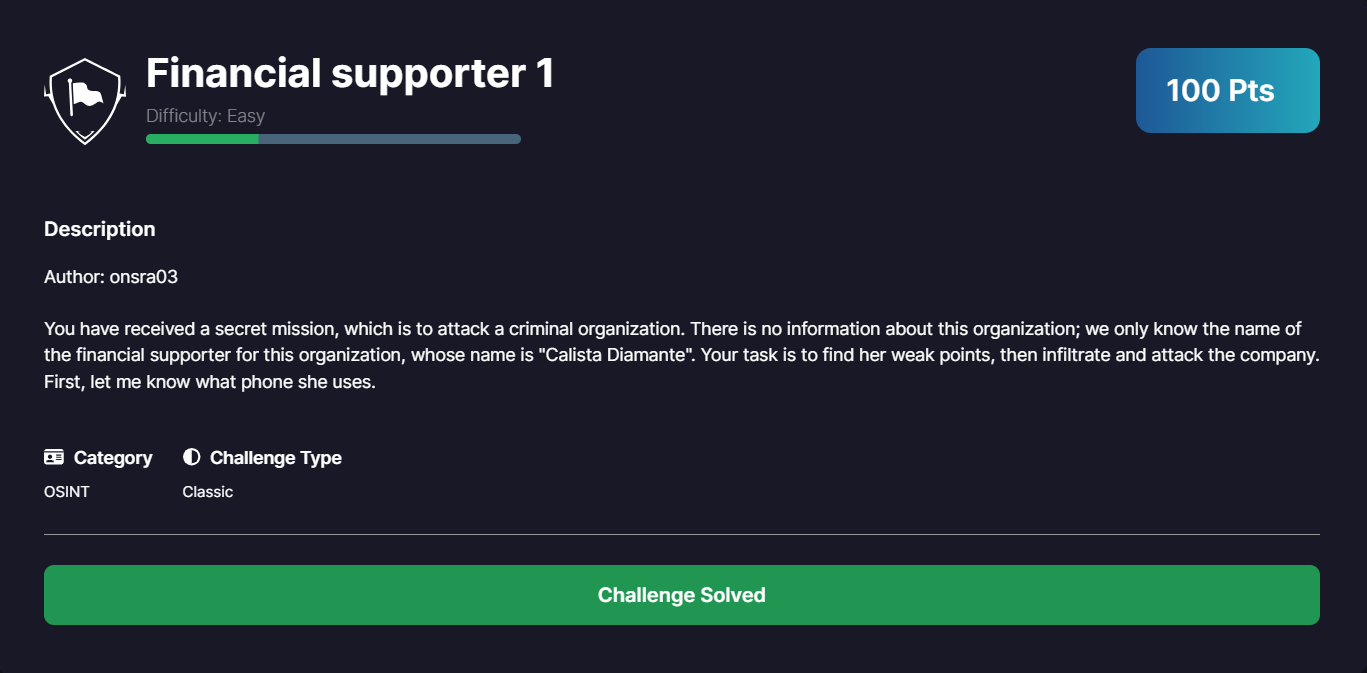 Financial supporter 1
Difficulty: Easy
100 Pts
Description
Author: onsra03
You have received a secret mission, which is to attack a criminal organization. There is no information about this organization; we only know the name of
the financial supporter for this organization, whose name is "Calista Diamante". Your task is to find her weak points, then infiltrate and attack the company.
First, let me know what phone she uses.
Category
Challenge Type
OSINT
Classic
Challenge Solved